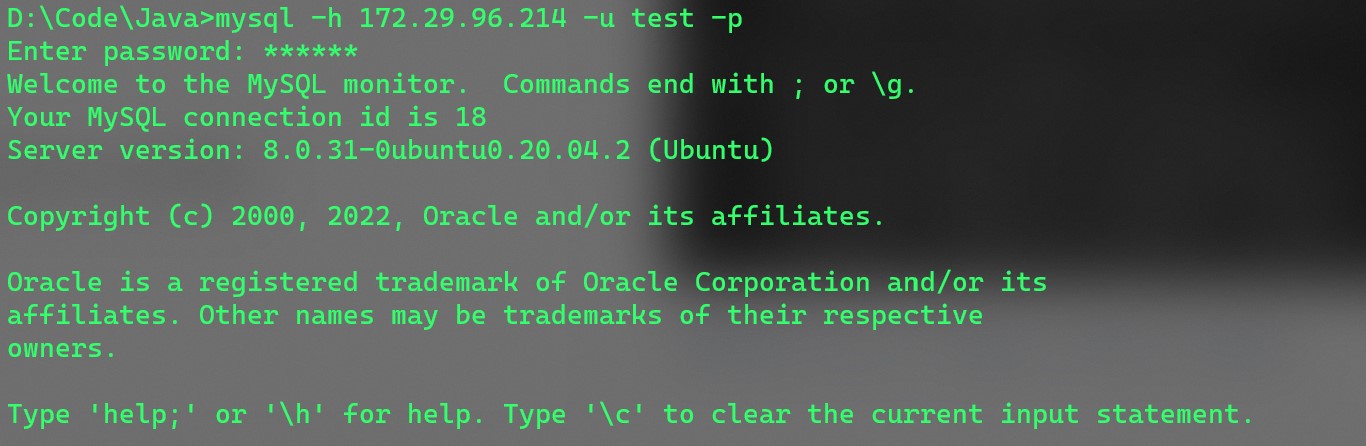 D:\Code\Java>mysql -h 172.29.96.214 -u test -p
Enter password: ******
Welcome to the MySQL monitor.  Commands end with ; or \g.
Your MySQL connection id is 18
Server version: 8.0.31-0ubuntu0.20.04.2 (Ubuntu)
Copyright (c) 2000, 2022, Oracle and/or its affiliates.
Oracle is a registered trademark of Oracle Corporation and/or its
affiliates. Other names may be trademarks of their respective
owners.
Type 'help;' or '\h' for help. Type '\c' to clear the current input statement.